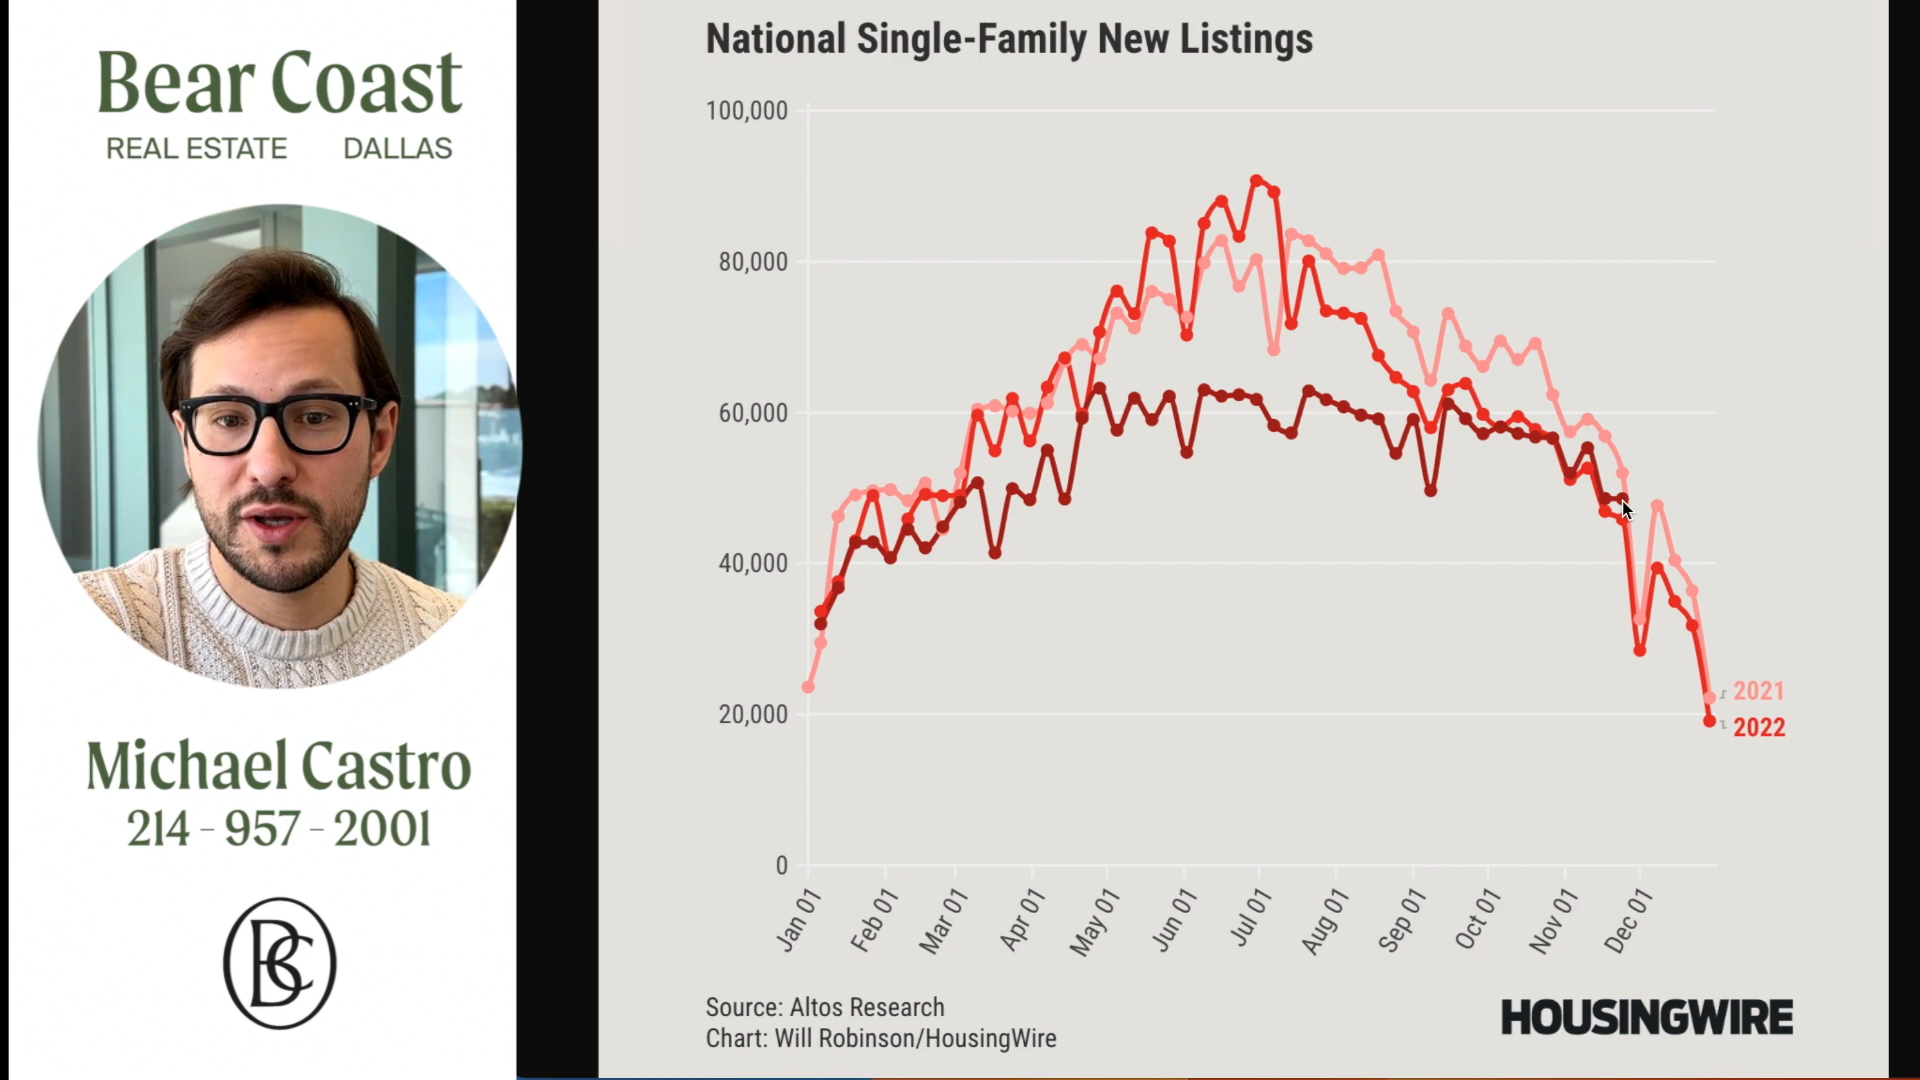 Bear Coast
REAL ESTATE DALLAS
Michael Castro
214 - 957 - 2001
BC
National Single-Family New Listings
100,000
80,000
60,000
40,000
20,000
0
Jan 01
Feb 01
Mar 01
Apr 01
May 01
Jun 01
Jul 01
Aug 01
Sep 01
Oct 01
Nov 01
Dec 01
2021
2022
Source: Altos Research
Chart: Will Robinson/HousingWire
HOUSINGWIRE